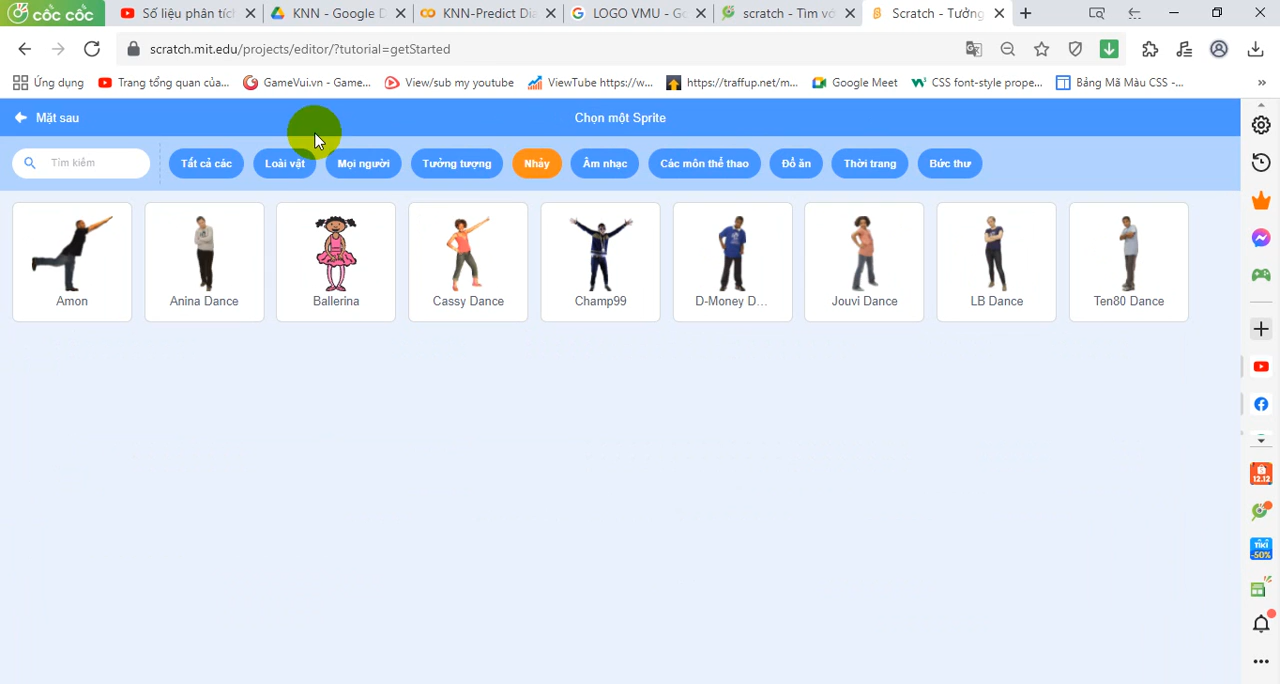 cốc cốc
Số liệu phân tích
KNN - Google D
KNN-Predict Dia
LOGO VMU - Go
scratch - Tìm vớ
Scratch - Tưởng
scratch.mit.edu/projects/editor/?tutorial=getStarted
Ứng dụng
Trang tổng quan của...
GameVui.vn - Game...
View/sub my youtube
ViewTube https://w...
https://traffup.net/m...
Google Meet
CSS font-style prope...
Bảng Mã Màu CSS -...
»
Mặt sau
Chọn một Sprite
Tìm kiếm
Tất cả các
Loài vật
Mọi người
Tưởng tượng
Nhảy
Âm nhạc
Các môn thể thao
Đồ ăn
Thời trang
Bức thư
Amon
Anina Dance
Ballerina
Cassy Dance
Champ99
D-Money D...
Jouvi Dance
LB Dance
Ten80 Dance
12.12
TIKI
-50%